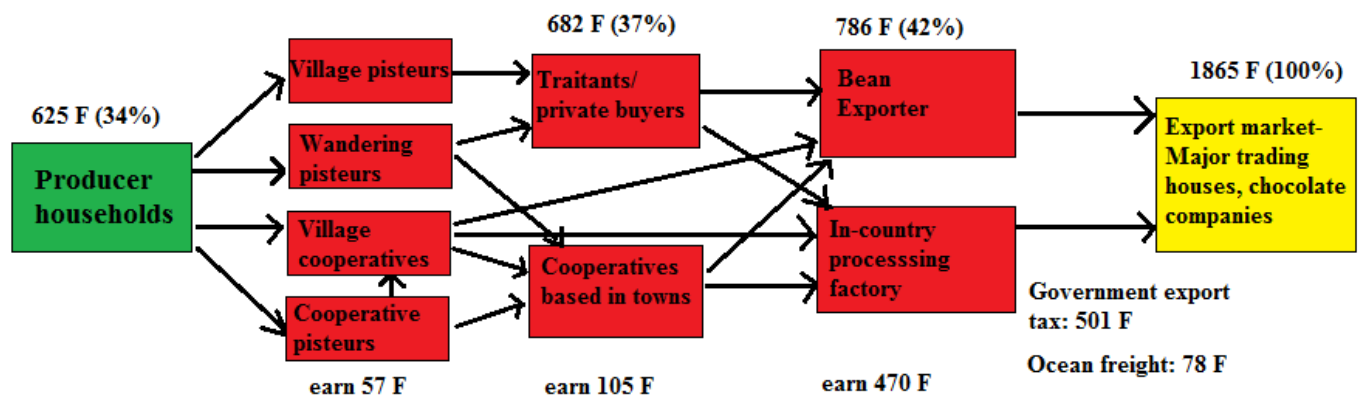 625 F (34%)
Producer
households
Village pisteurs
Wandering
pisteurs
Village
cooperatives
Cooperative
pisteurs
earn 57 F
682 F (37%)
Traitants/
private buyers
Cooperatives
based in towns
earn 105 F
786 F (42%)
Bean
Exporter
In-country
processsing
factory
earn 470 F
1865 F (100%)
Export market-
Major trading
houses, chocolate
companies
Government export
tax: 501 F
Ocean freight: 78 F